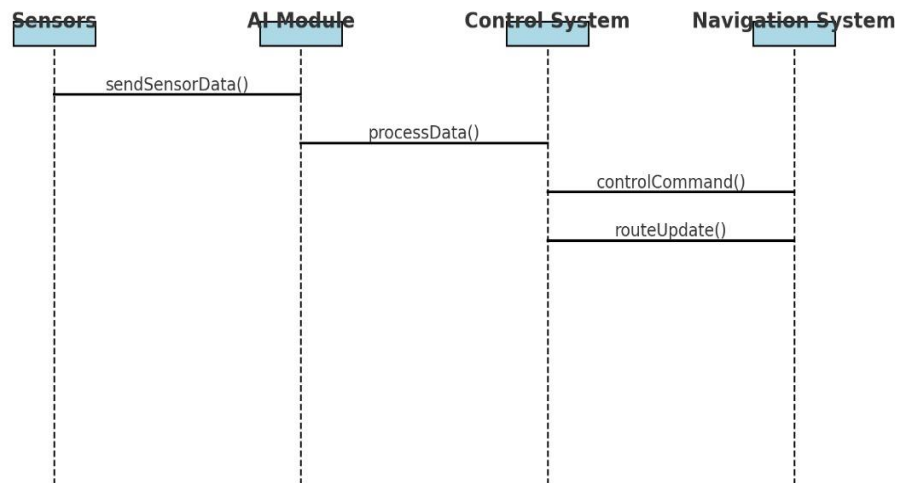 Sensors
AI Module
Control System
Navigation System
sendSensorData()
processData()
controlCommand()
routeUpdate()